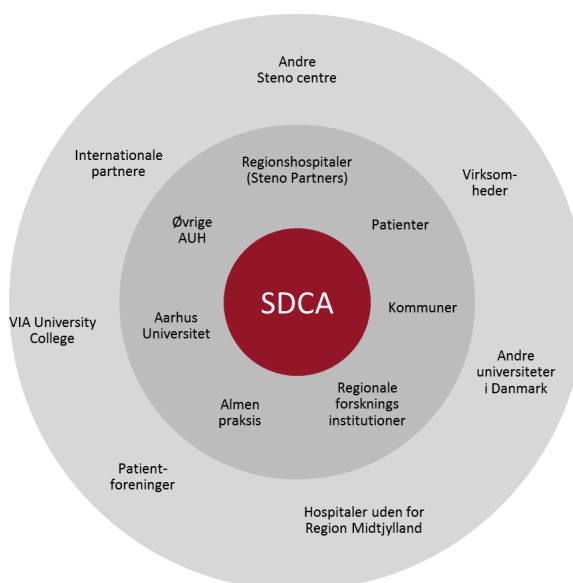 Andre
Steno centre
Internationale
partnere
Regionshospitaler
(Steno Partners)
Virksom-
heder
Øvrige
AUH
Patienter
SDCA
Kommuner
VIA University
College
Aarhus
Universitet
Andre
universiteter
i Danmark
Almen
praksis
Regionale
forsknings
institutioner
Patient-
foreninger
Hospitaler uden for
Region Midtjylland